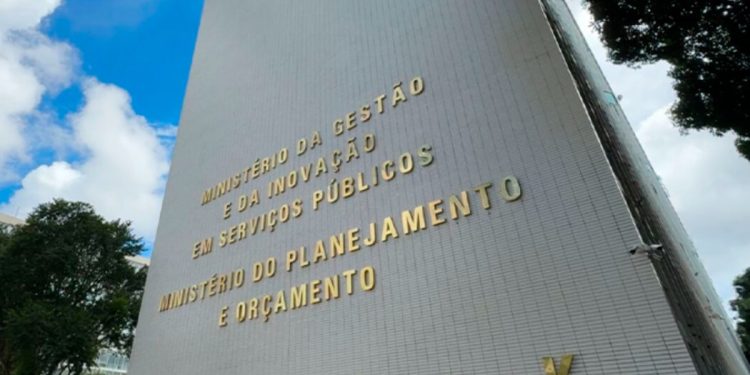 MINISTÉRIO DA GESTÃO
E DA INOVAÇÃO
EM SERVIÇOS PÚBLICOS
MINISTÉRIO DO PLANEJAMENTO
E ORÇAMENTO